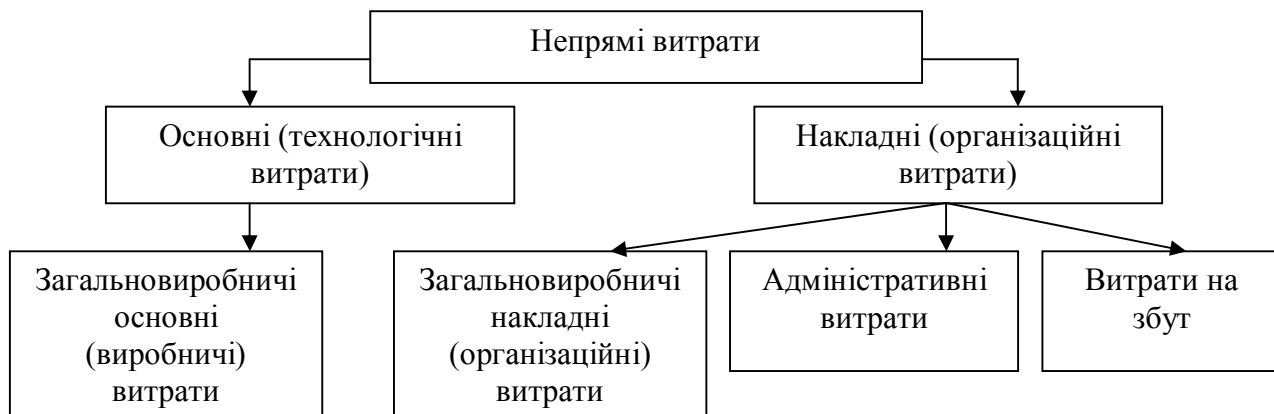 Непрямі витрати
Основні (технологічні
витрати)
Накладні (організаційні
витрати)
Загальновиробничі
основні
(виробничі)
витрати
Загальновиробничі
накладні
(організаційні)
витрати
Адміністративні
витрати
Витрати на
збут